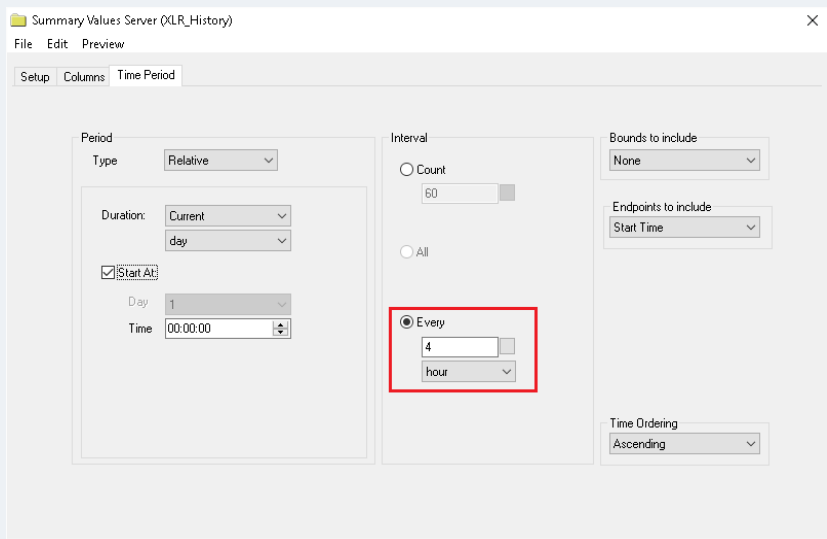 Summary Values Server (XLR_History)
File Edit Preview
Setup Columns Time Period
Period
Type Relative
Duration: Current
day
Start At:
Day 1
Time 00:00:00
Interval
Count
60
All
Every
4
hour
Bounds to include
None
Endpoints to include
Start Time
Time Ordering
Ascending